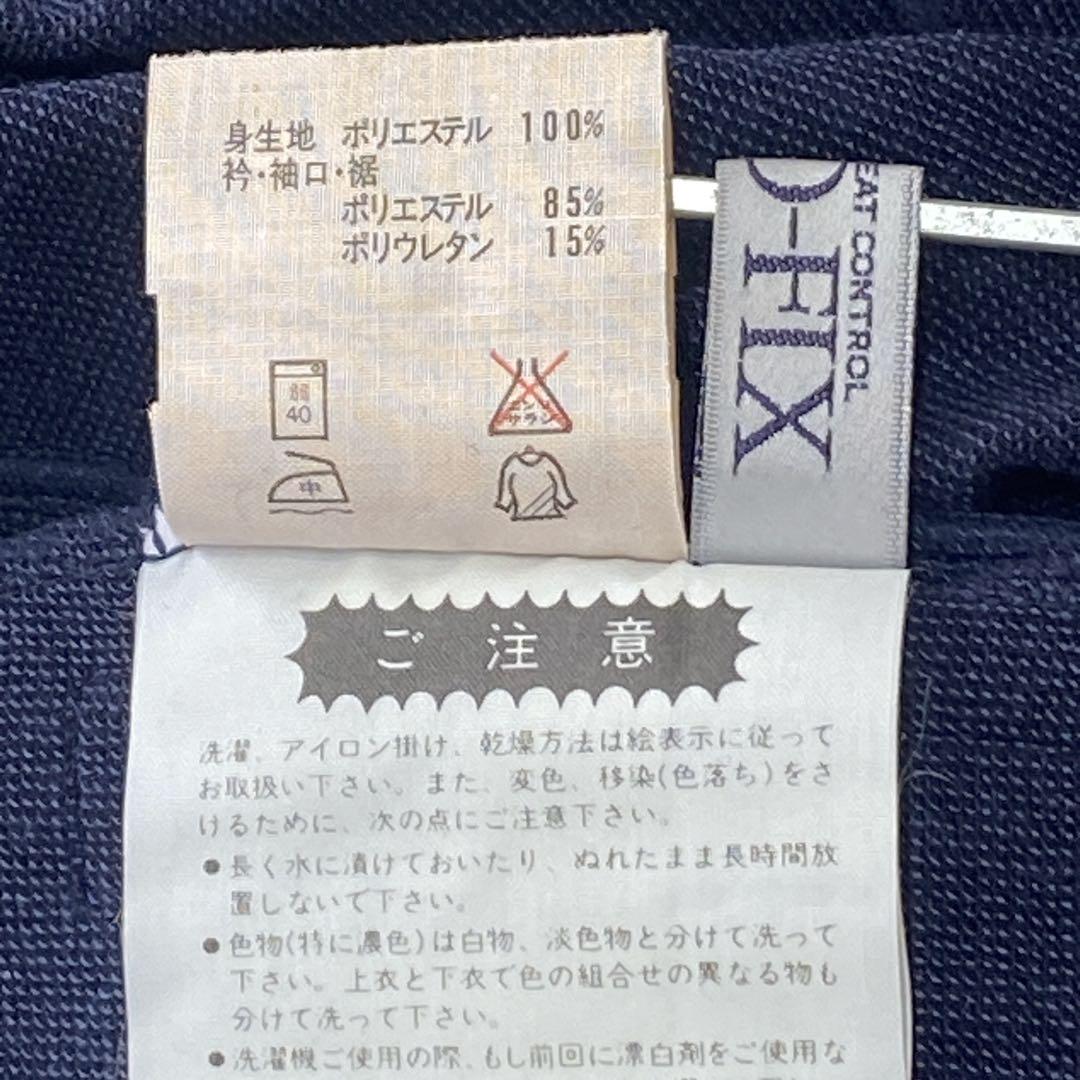 身生地 ポリエステル 100%
衿・袖口・裾
ポリエステル 85%
ポリウレタン 15%
弱
40
エンソ
サラシ
中
EAT CONTROL
O-FIX
ご注意
洗濯、アイロン掛け、乾燥方法は絵表示に従って
お取扱い下さい。また、変色、移染(色落ち)をさ
けるために、次の点にご注意下さい。
●長く水に漬けておいたり、ぬれたまま長時間放
置しないで下さい。
●色物(特に濃色)は白物、淡色物と分けて洗って
下さい。上衣と下衣で色の組合せの異なる物も
分けて洗って下さい。
●洗濯機ご使用の際、もし前回に漂白剤をご使用な